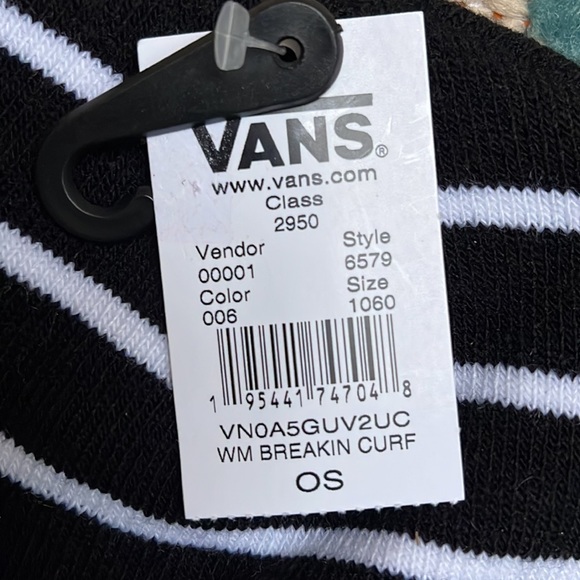 VANS®
www.vans.com
Class
2950
Vendor Style
00001 6579
Color Size
006 1060
1 95441 74704 8
VN0A5GUV2UC
WM BREAKIN CURF
OS